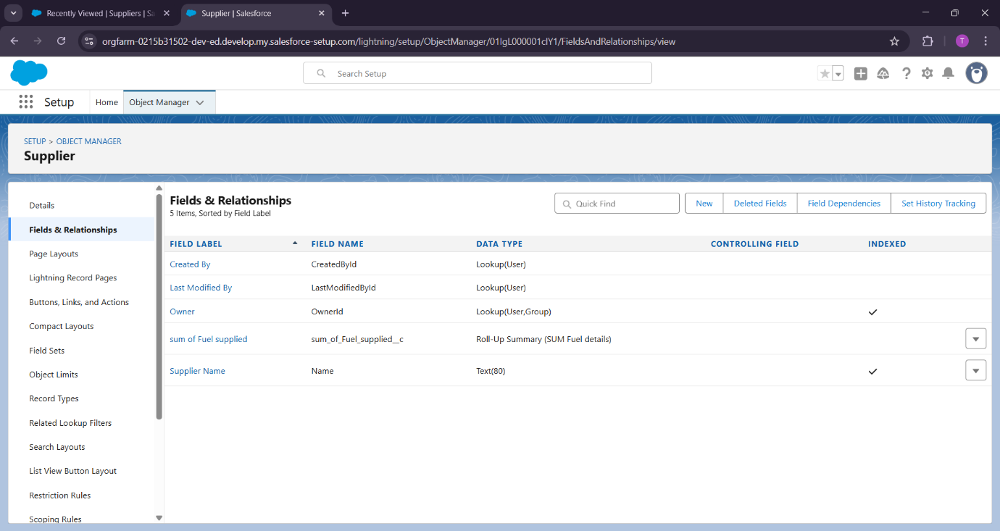 Recently Viewed | Suppliers | Sa
Supplier | Salesforce
orgfarm-0215b31502-dev-ed.develop.my.salesforce-setup.com/lightning/setup/ObjectManager/01IgL000001cIY1/FieldsAndRelationships/view
T
Search Setup
Setup
Home
Object Manager
SETUP > OBJECT MANAGER
Supplier
Details
Fields & Relationships
Page Layouts
Lightning Record Pages
Buttons, Links, and Actions
Compact Layouts
Field Sets
Object Limits
Record Types
Related Lookup Filters
Search Layouts
List View Button Layout
Restriction Rules
Scoping Rules
Fields & Relationships
5 Items, Sorted by Field Label
Quick Find
New
Deleted Fields
Field Dependencies
Set History Tracking
FIELD LABEL FIELD NAME DATA TYPE CONTROLLING FIELD INDEXED
Created By CreatedById Lookup(User)
Last Modified By LastModifiedById Lookup(User)
Owner OwnerId Lookup(User,Group)
sum of Fuel supplied sum_of_Fuel_supplied__c Roll-Up Summary (SUM Fuel details)
Supplier Name Name Text(80)